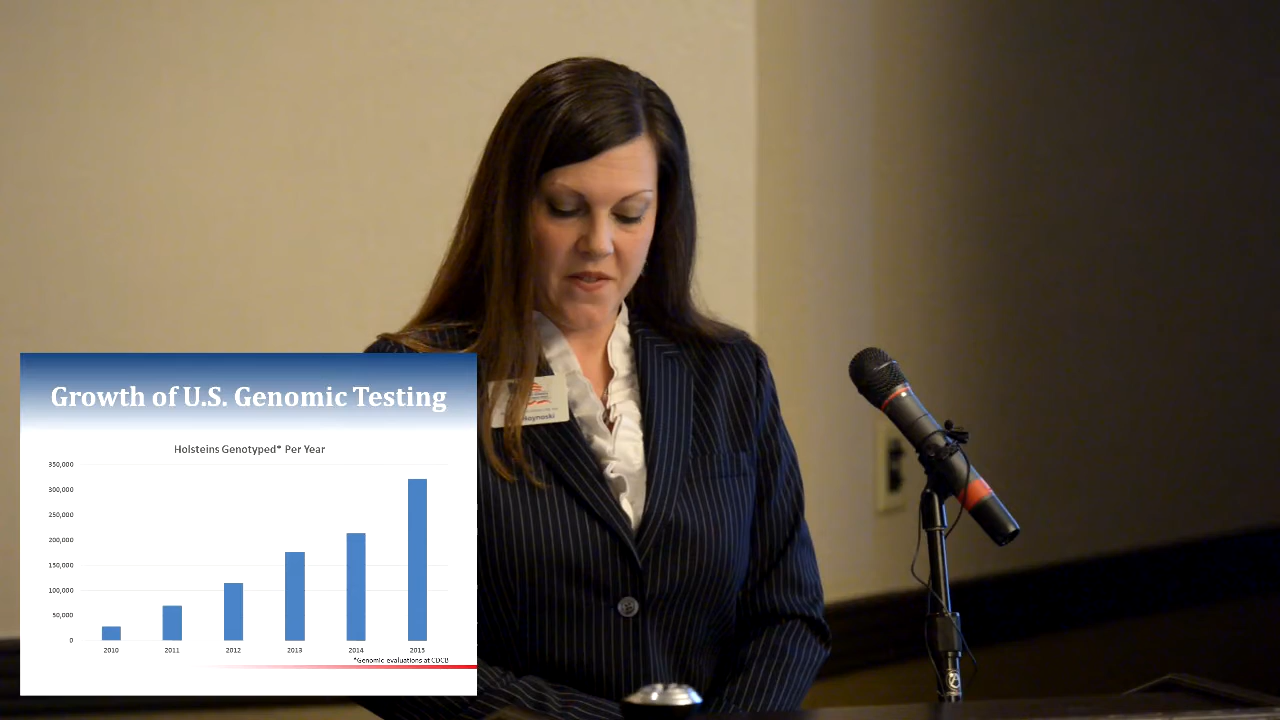 Growth of U.S. Genomic Testing
Holsteins Genotyped* Per Year
350,000
300,000
250,000
200,000
150,000
100,000
50,000
0
2010 2011 2012 2013 2014 2015
*Genomic evaluations at CDCB